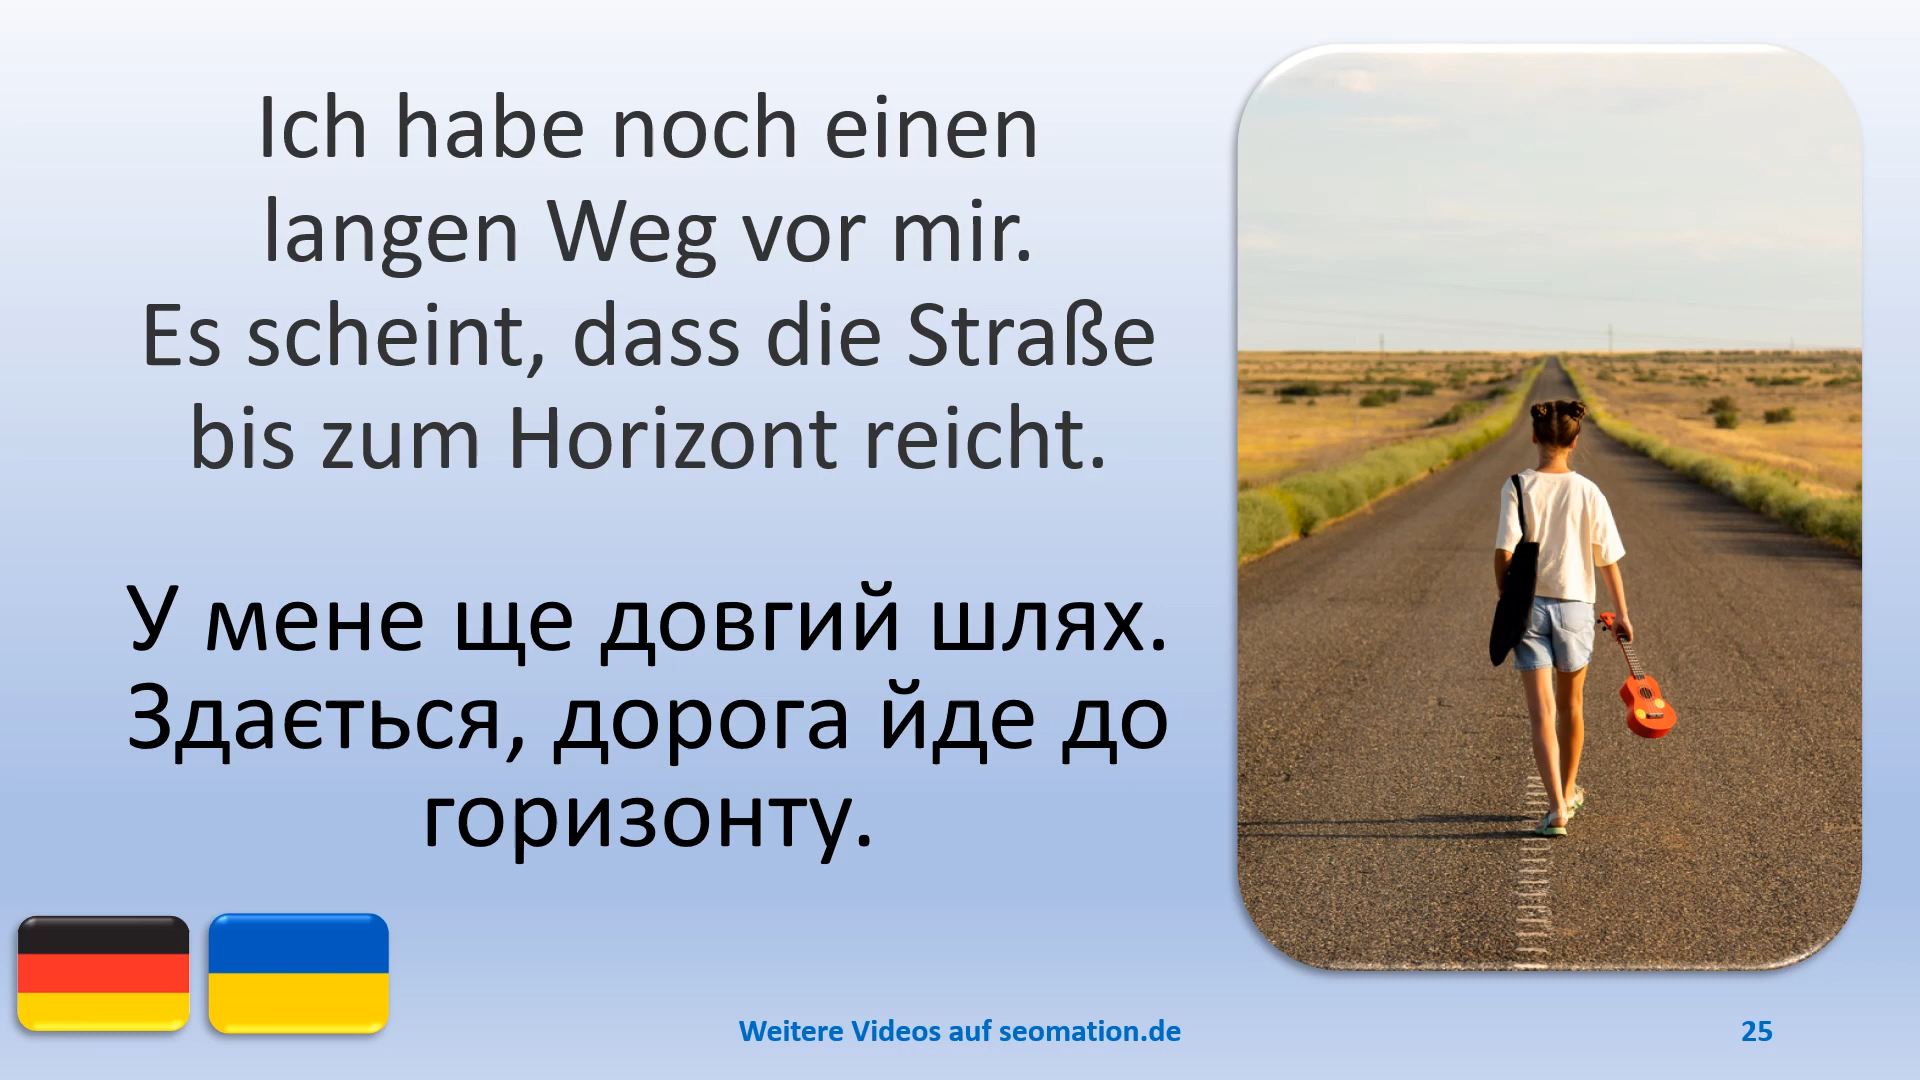 Ich habe noch einen
langen Weg vor mir.
Es scheint, dass die Straße
bis zum Horizont reicht.
У мене ще довгий шлях.
Здається, дорога йде до
горизонту.
Weitere Videos auf seomation.de
25